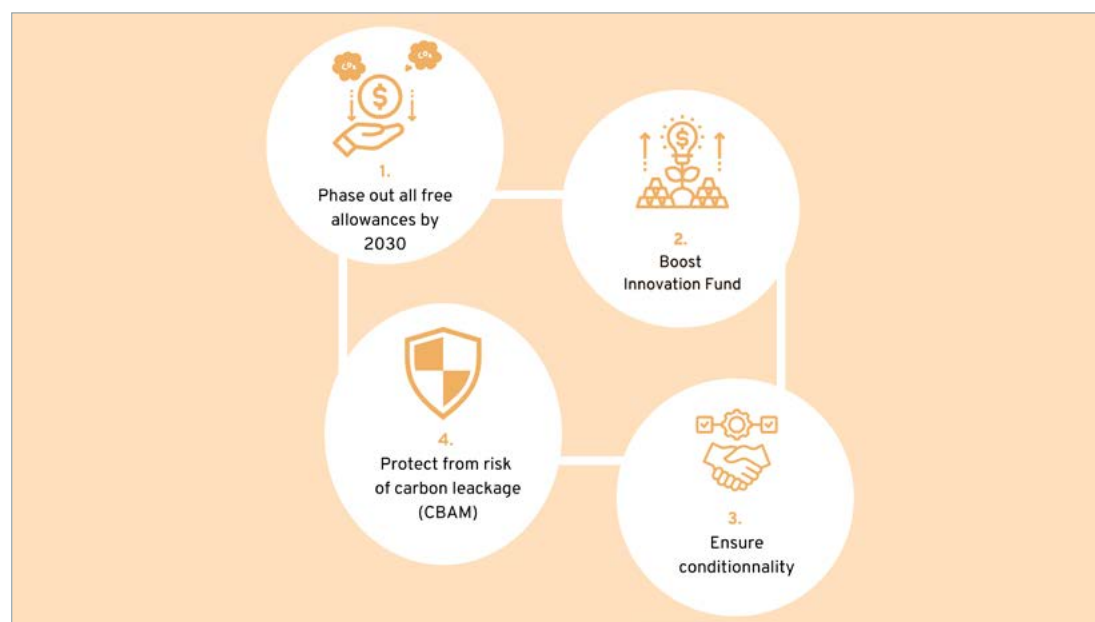 1.
Phase out all free
allowances by
2030
2.
Boost
Innovation Fund
3.
Ensure
conditionnality
4.
Protect from risk
of carbon leackage
(CBAM)